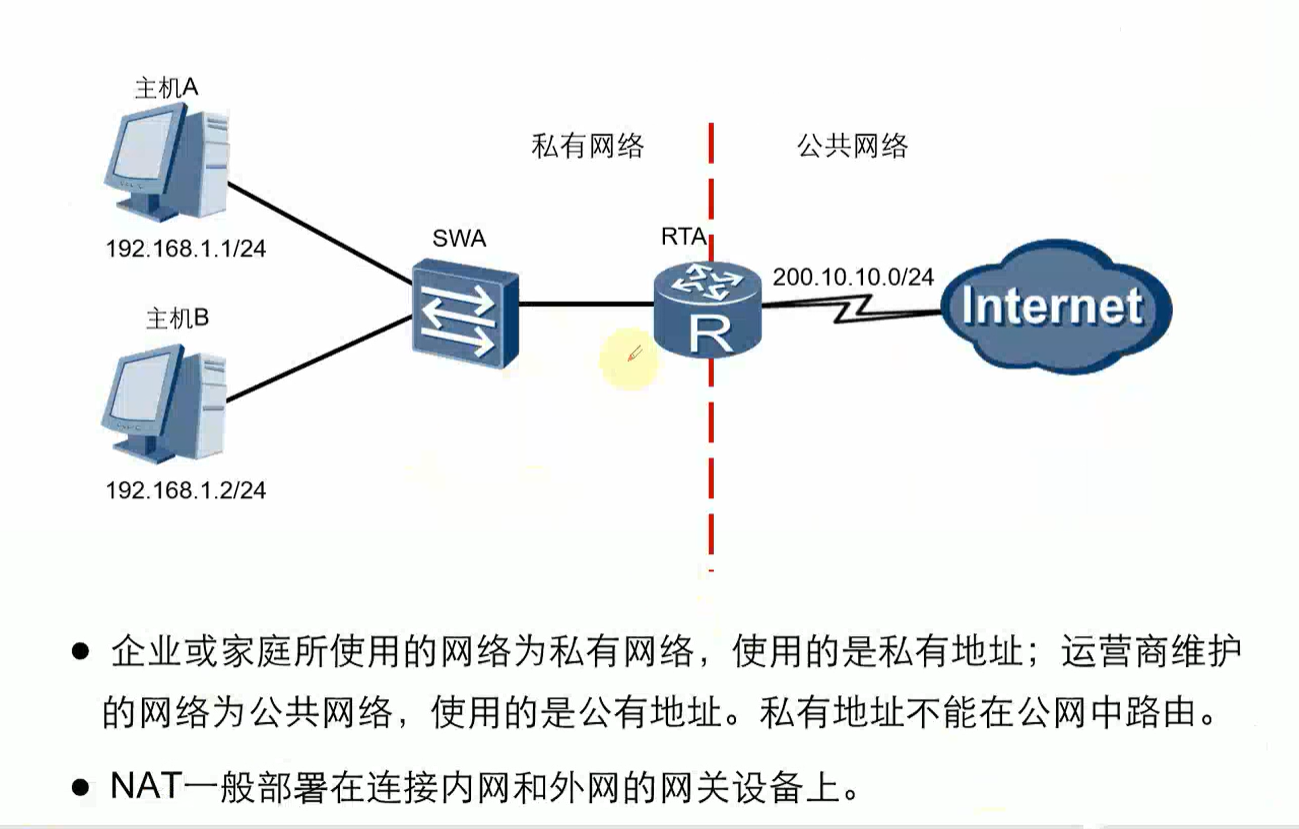 主机A
192.168.1.1/24
私有网络
公共网络
SWA
RTA
200.10.10.0/24
Internet
R
主机B
192.168.1.2/24
● 企业或家庭所使用的网络为私有网络，使用的是私有地址；运营商维护
的网络为公共网络，使用的是公有地址。私有地址不能在公网中路由。
● NAT一般部署在连接内网和外网的网关设备上。